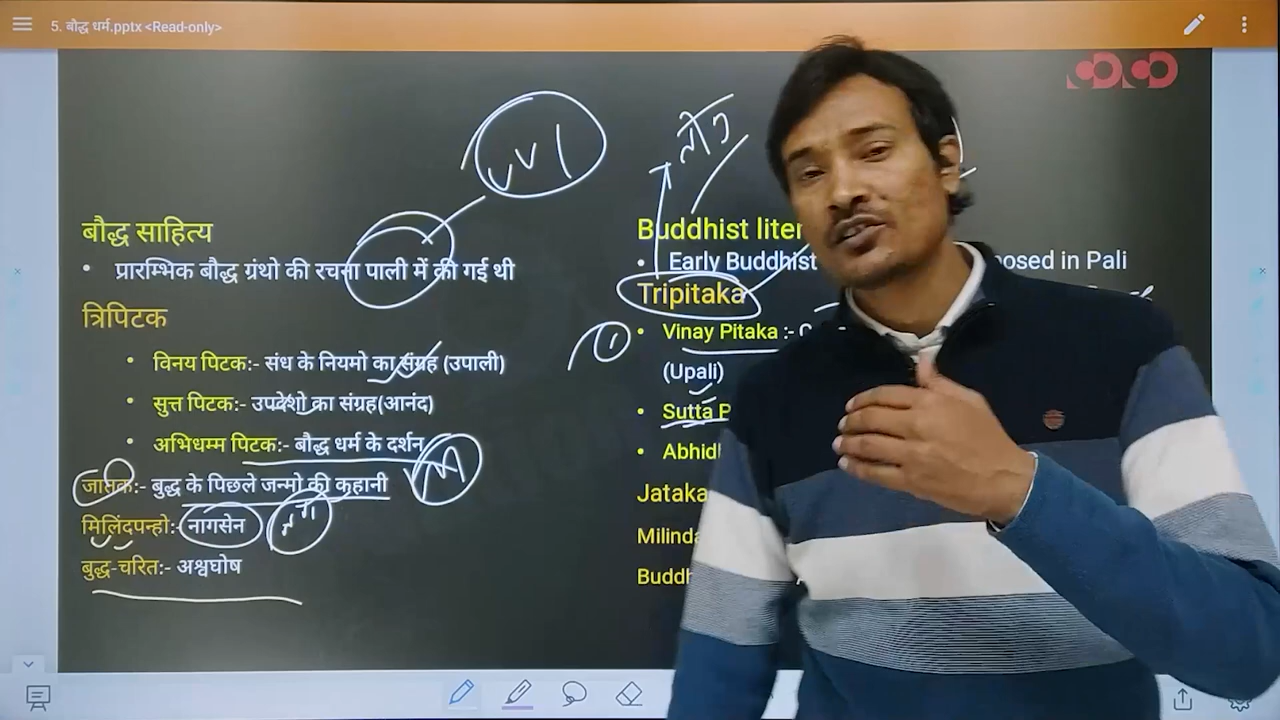 5. बोद्ध धर्म.pptx <Read-only>
VVI
तीन
बौद्ध साहित्य
• प्रारम्भिक बौद्ध ग्रंथो की रचना पाली में की गई थी
त्रिपिटक
• विनय पिटक:- संघ के नियमो का संग्रह (उपाली)
• सुत्त पिटक:- उपदेशो का संग्रह(आनंद)
• अभिधम्म पिटक:- बौद्ध धर्म के दर्शन
जातक:- बुद्ध के पिछले जन्मो की कहानी
मिलिंदपन्हो:- नागसेन
बुद्ध-चरित:- अश्वघोष
Buddhist liter
• Early Buddhist posed in Pali
Tripitaka
1
• Vinay Pitaka :-
(Upali)
• Sutta P
• Abhid
Jataka
Milinda
Buddh